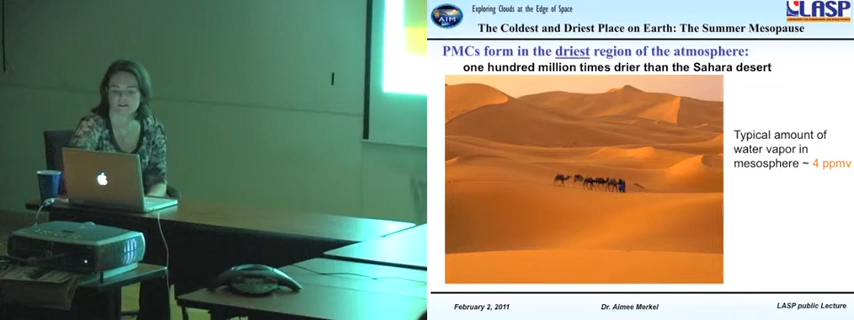 Exploring Clouds at the Edge of Space
AIM
LASP
The Coldest and Driest Place on Earth: The Summer Mesopause
PMCs form in the driest region of the atmosphere:
one hundred million times drier than the Sahara desert
Typical amount of
water vapor in
mesosphere ~ 4 ppmv
February 2, 2011
Dr. Aimee Merkel
LASP public Lecture